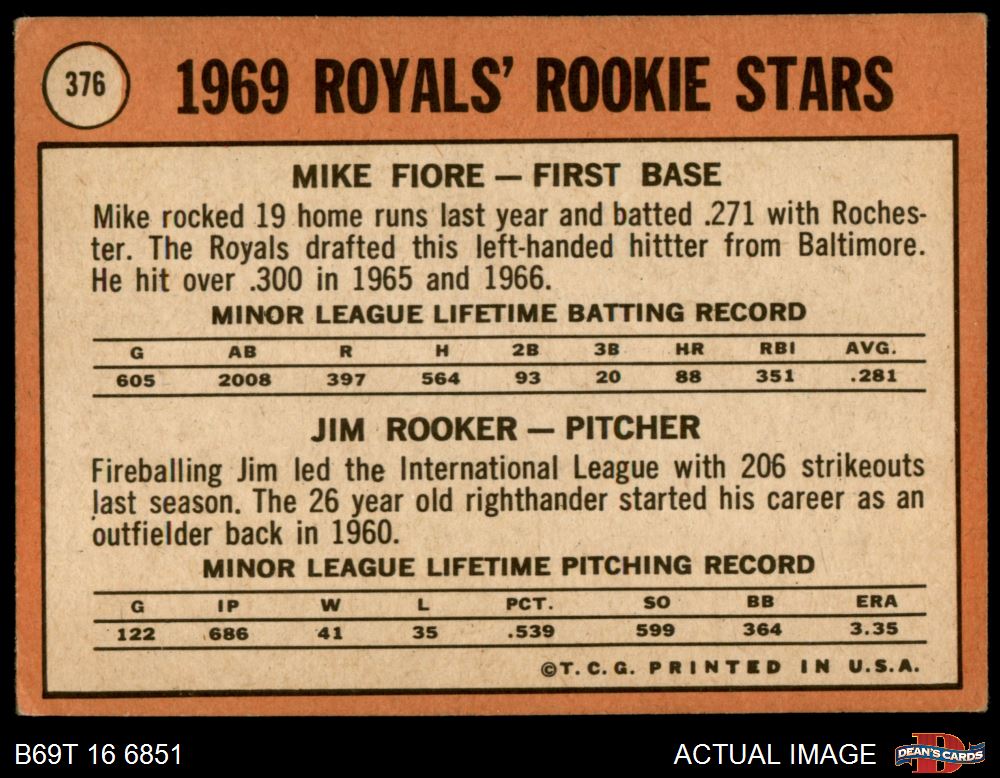 376
1969 ROYALS' ROOKIE STARS
MIKE FIORE — FIRST BASE
Mike rocked 19 home runs last year and batted .271 with Roches-
ter. The Royals drafted this left-handed hittter from Baltimore.
He hit over .300 in 1965 and 1966.
MINOR LEAGUE LIFETIME BATTING RECORD
G AB R H 2B 3B HR RBI AVG.
605 2008 397 564 93 20 88 351 .281
JIM ROOKER — PITCHER
Fireballing Jim led the International League with 206 strikeouts
last season. The 26 year old righthander started his career as an
outfielder back in 1960.
MINOR LEAGUE LIFETIME PITCHING RECORD
G IP W L PCT. SO BB ERA
122 686 41 35 .539 599 364 3.35
©T.C.G. PRINTED IN U.S.A.
B69T 16 6851
ACTUAL IMAGE
D
DEAN'S CARDS